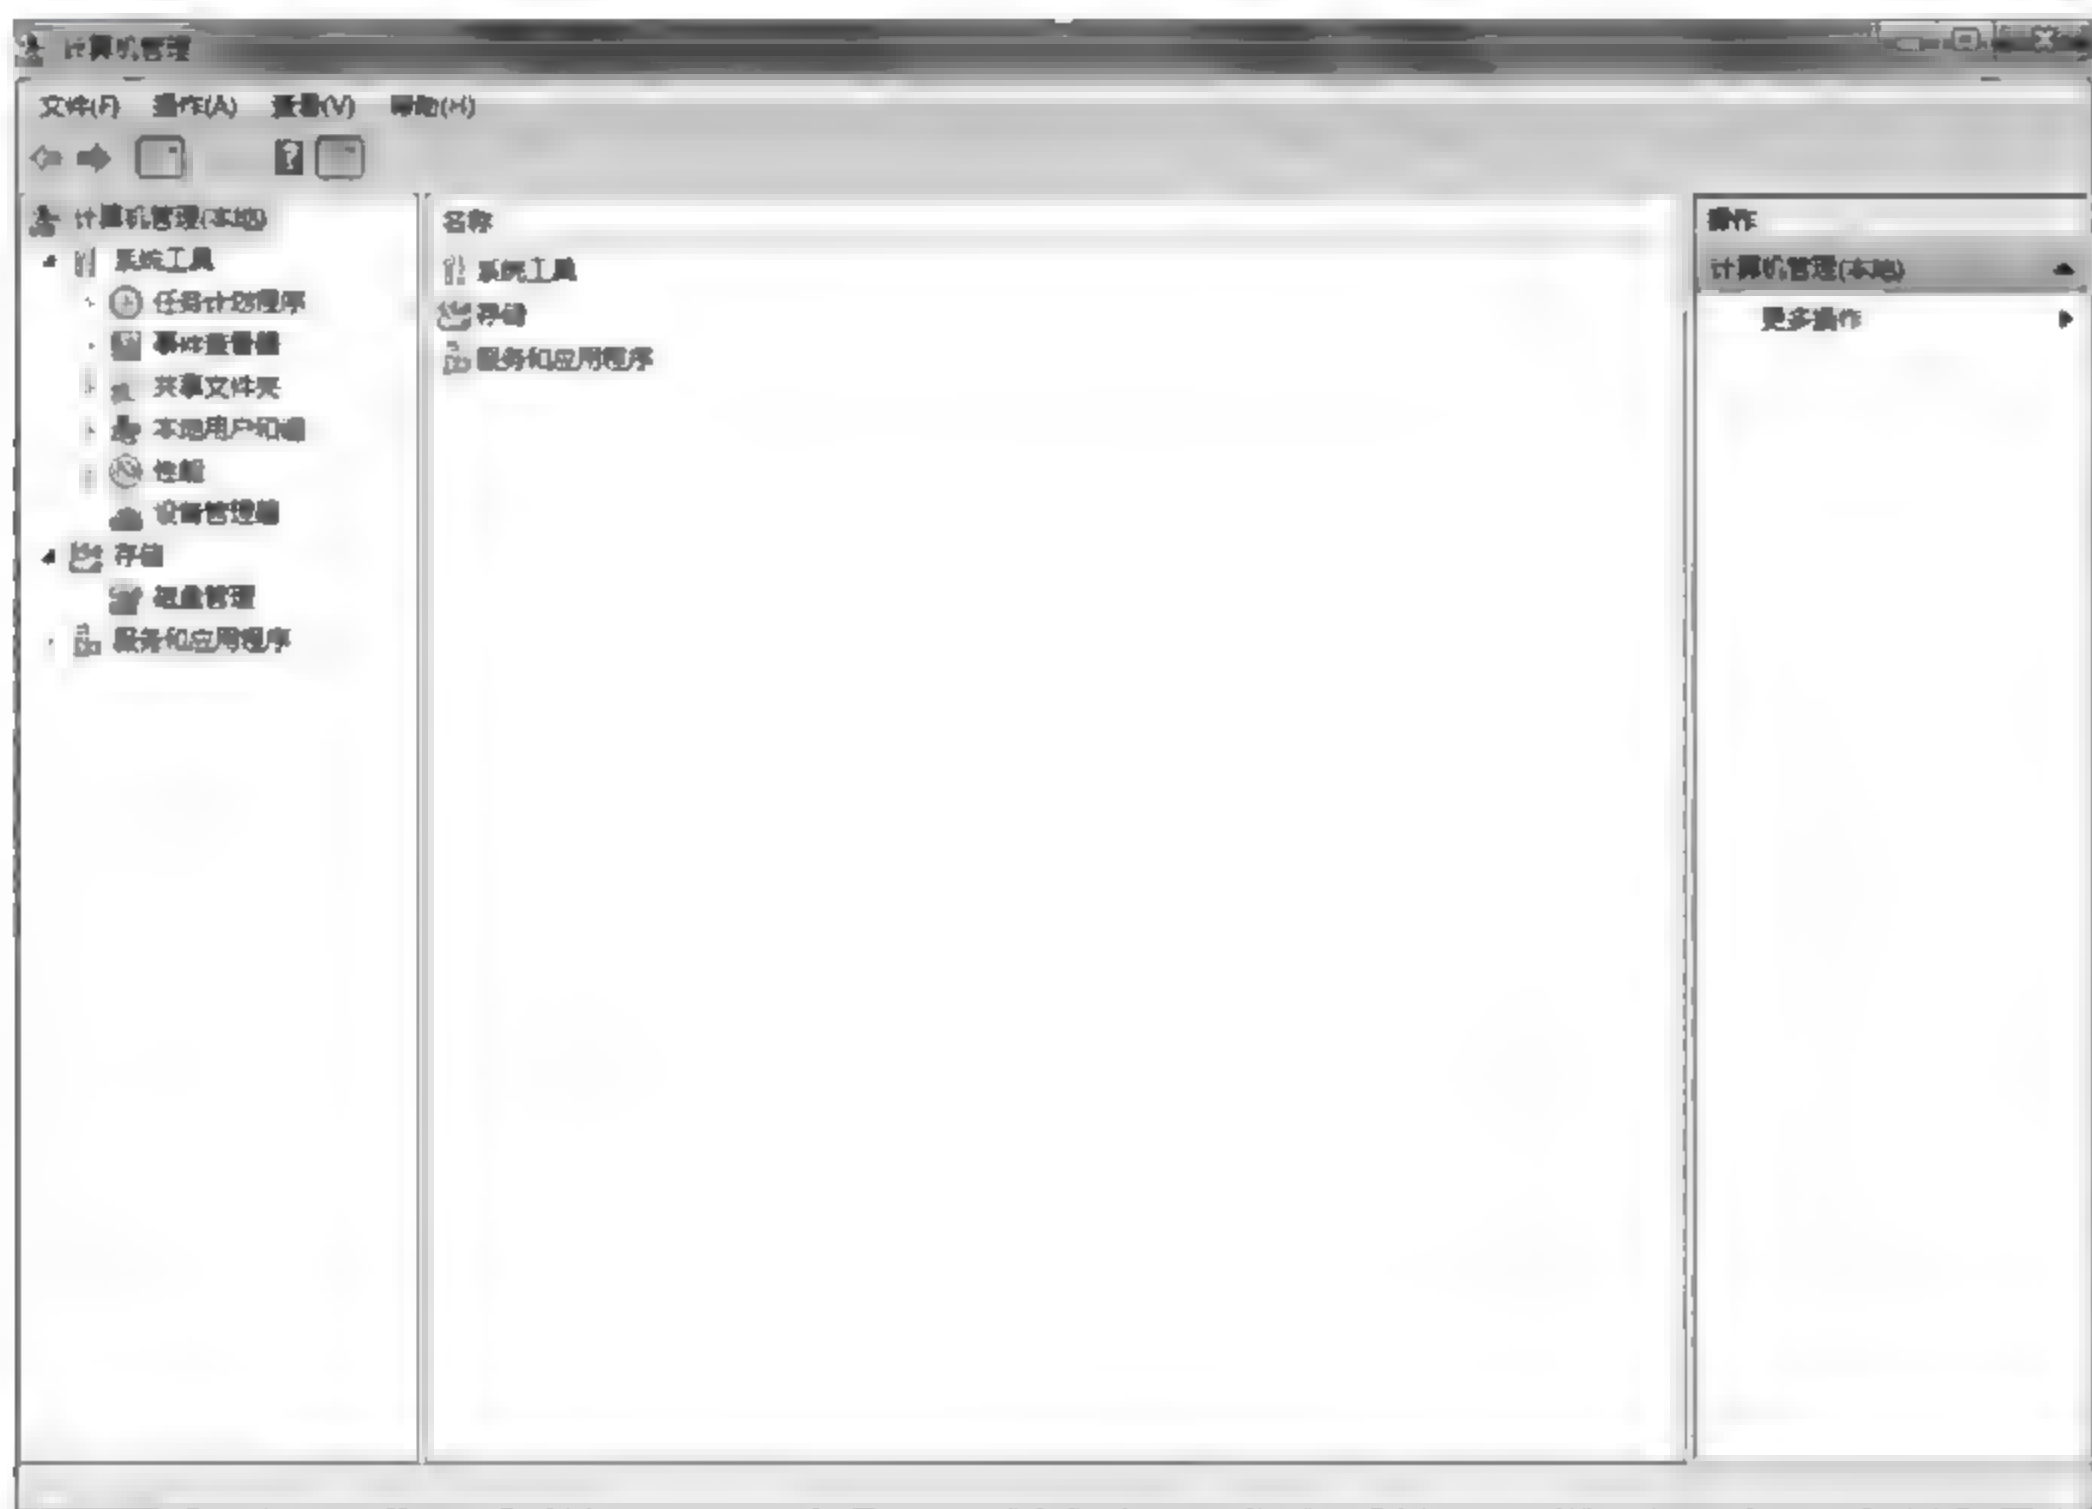 计算机管理
文件(F) 操作(A) 查看(V) 帮助(H)
计算机管理(本地)
系统工具
任务计划程序
事件查看器
共享文件夹
本地用户和组
性能
设备管理器
存储
磁盘管理
服务和应用程序
名称
系统工具
存储
服务和应用程序
操作
计算机管理(本地)
更多操作